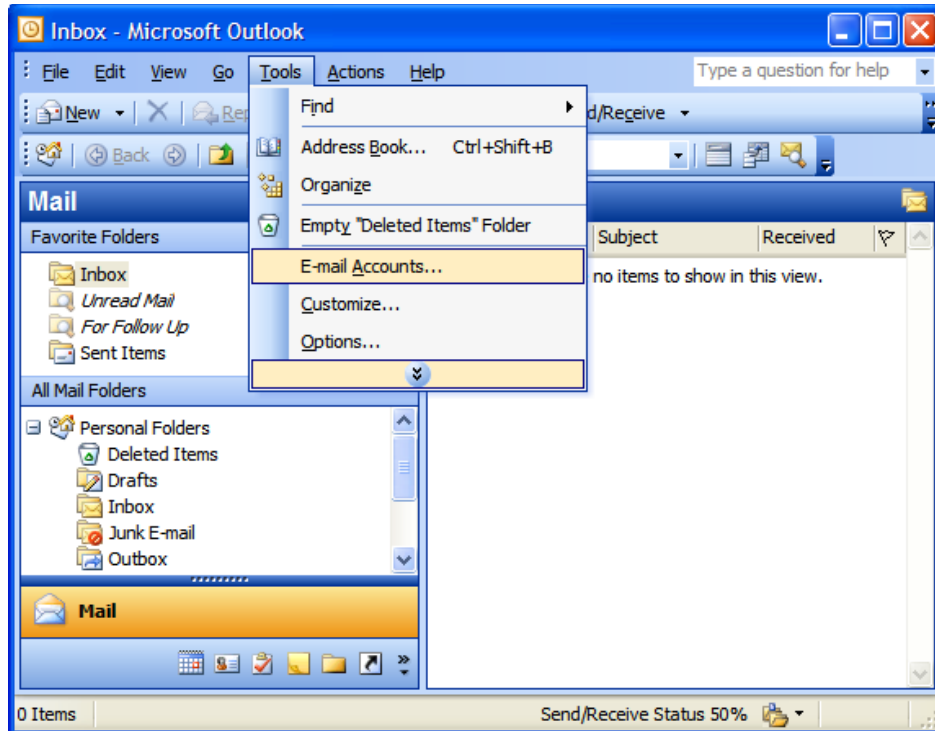 Inbox - Microsoft Outlook
File Edit View Go Tools Actions Help Type a question for help
New Rep d/Receive
Back
Find
Address Book... Ctrl+Shift+B
Organize
Empty "Deleted Items" Folder
E-mail Accounts...
Customize...
Options...
Mail
Favorite Folders
Inbox
Unread Mail
For Follow Up
Sent Items
All Mail Folders
Personal Folders
Deleted Items
Drafts
Inbox
Junk E-mail
Outbox
Mail
Subject Received
no items to show in this view.
0 Items Send/Receive Status 50%